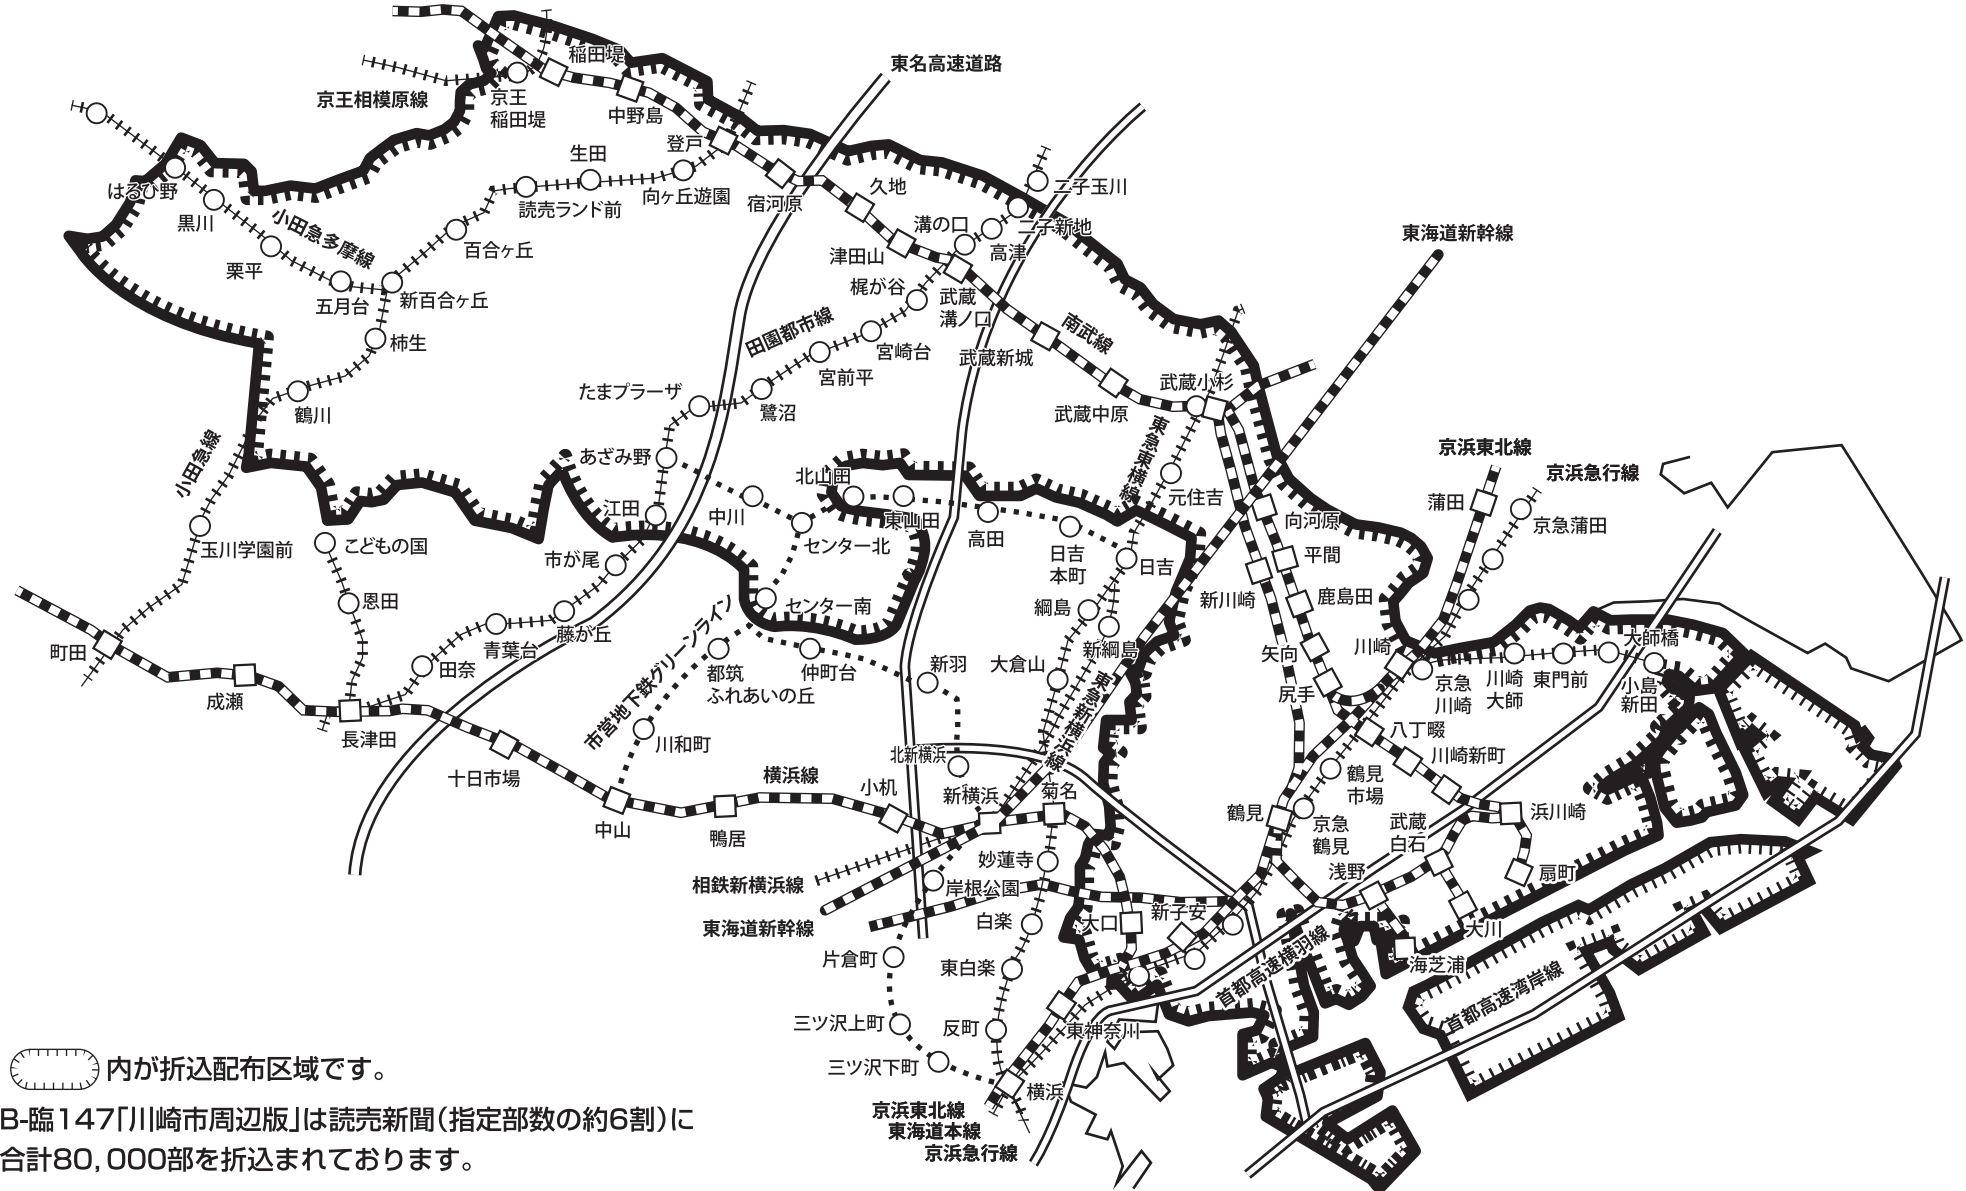 稲田堤
東名高速道路
京王相模原線
京王
稲田堤
中野島
登戸
生田
はるひ野
向ヶ丘遊園
宿河原
久地
二子玉川
黒川
小田急多摩線
読売ランド前
溝の口
二子新地
高津
東海道新幹線
栗平
百合ヶ丘
津田山
五月台
新百合ヶ丘
梶が谷
武蔵
溝ノ口
南武線
柿生
田園都市線
宮崎台
武蔵新城
宮前平
武蔵小杉
たまプラーザ
鷺沼
武蔵中原
鶴川
東急東横線
京浜東北線
小田急線
あざみ野
北山田
京浜急行線
元住吉
江田
中川
東山田
蒲田
向河原
京急蒲田
玉川学園前
こどもの国
市が尾
センター北
高田
日吉
本町
日吉
平間
恩田
センター南
綱島
新川崎
鹿島田
藤が丘
青葉台
町田
田奈
市営地下鉄グリーンライン
都筑
ふれあいの丘
仲町台
新羽
大倉山
新綱島
矢向
川崎
大師橋
成瀬
東急新横浜線
尻手
京急
川崎
川崎
大師
東門前
小島
新田
長津田
川和町
北新横浜
八丁畷
川崎新町
十日市場
横浜線
小机
新横浜
菊名
鶴見
市場
中山
鴨居
鶴見
京急
鶴見
武蔵
白石
浜川崎
妙蓮寺
浅野
扇町
相鉄新横浜線
岸根公園
東海道新幹線
白楽
大口
新子安
大川
片倉町
東白楽
首都高速横羽線
海芝浦
首都高速湾岸線
三ツ沢上町
反町
東神奈川
三ツ沢下町
横浜
京浜東北線
東海道本線
京浜急行線
内が折込配布区域です。
B-臨147「川崎市周辺版」は読売新聞(指定部数の約6割)に
合計80,000部を折込まれております。